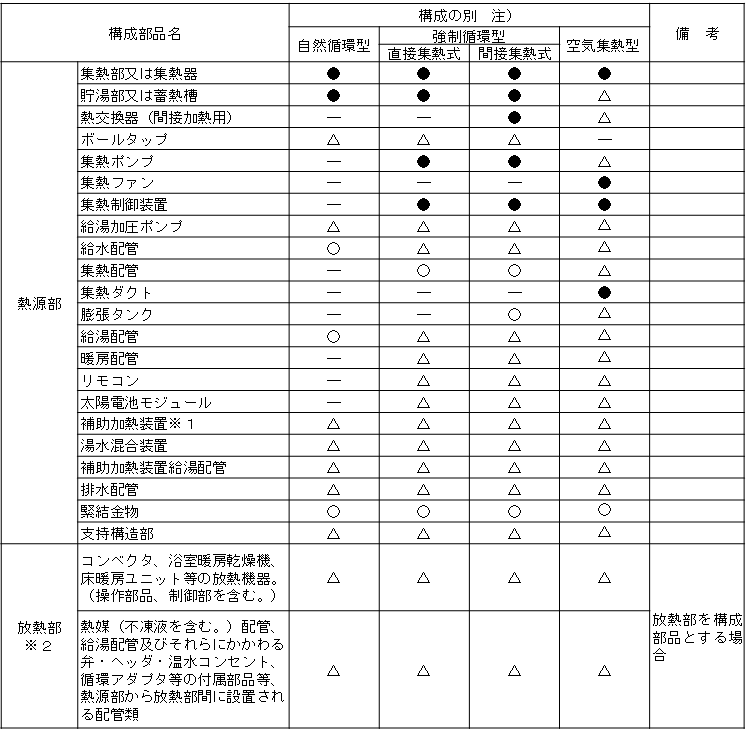 構成部品名
構成の別　注）
備　考
自然循環型
強制循環型
空気集熱型
直接集熱式
間接集熱式
熱源部
集熱部又は集熱器 ● ● ● ●
貯湯部又は蓄熱槽 ● ● ● △
熱交換器（間接加熱用） － － ● △
ボールタップ △ △ △ －
集熱ポンプ － ● ● △
集熱ファン － － － ●
集熱制御装置 － ● ● ●
給湯加圧ポンプ △ △ △ △
給水配管 ○ △ △ △
集熱配管 － ○ ○ △
集熱ダクト － － － ●
膨張タンク － － ○ △
給湯配管 ○ △ △ △
暖房配管 － △ △ △
リモコン － △ △ △
太陽電池モジュール － △ △ △
補助加熱装置※１ △ △ △ △
湯水混合装置 △ △ △ △
補助加熱装置給湯配管 △ △ △ △
排水配管 △ △ △ △
緊結金物 ○ ○ ○ ○
支持構造部 △ △ △ △
放熱部
※２
コンベクタ、浴室暖房乾燥機、
床暖房ユニット等の放熱機器。
（操作部品、制御部を含む。）
△ △ △ △
熱媒（不凍液を含む。）配管、
給湯配管及びそれらにかかわる
弁・ヘッダ・温水コンセント、
循環アダプタ等の付属部品等、
熱源部から放熱部間に設置され
る配管類
△ △ △ △
放熱部を構成
部品とする場
合